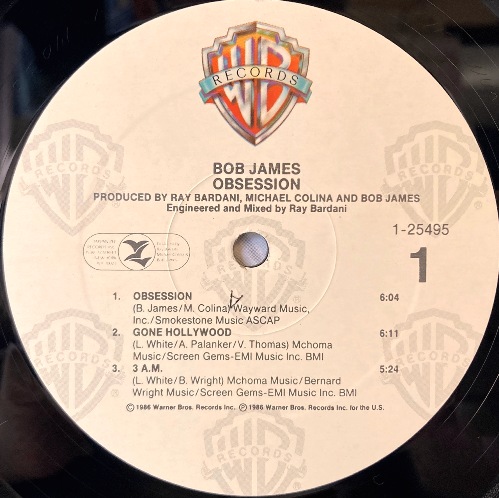 WB
RECORDS
BOB JAMES
OBSESSION
PRODUCED BY RAY BARDANI, MICHAEL COLINA AND BOB JAMES
Engineered and Mixed by Ray Bardani
1-25495
1
1. OBSESSION 6:04
(B. James/M. Colina) Wayward Music,
Inc./Smokestone Music ASCAP
2. GONE HOLLYWOOD 6:11
(L. White/A. Palanker/V. Thomas) Mchoma
Music/Screen Gems-EMI Music Inc. BMI
3. 3 A.M. 5:24
(L. White/B. Wright) Mchoma Music/Bernard
Wright Music/Screen Gems-EMI Music Inc. BMI
© 1986 Warner Bros. Records Inc. ℗ 1986 Warner Bros. Records Inc. for the U.S.